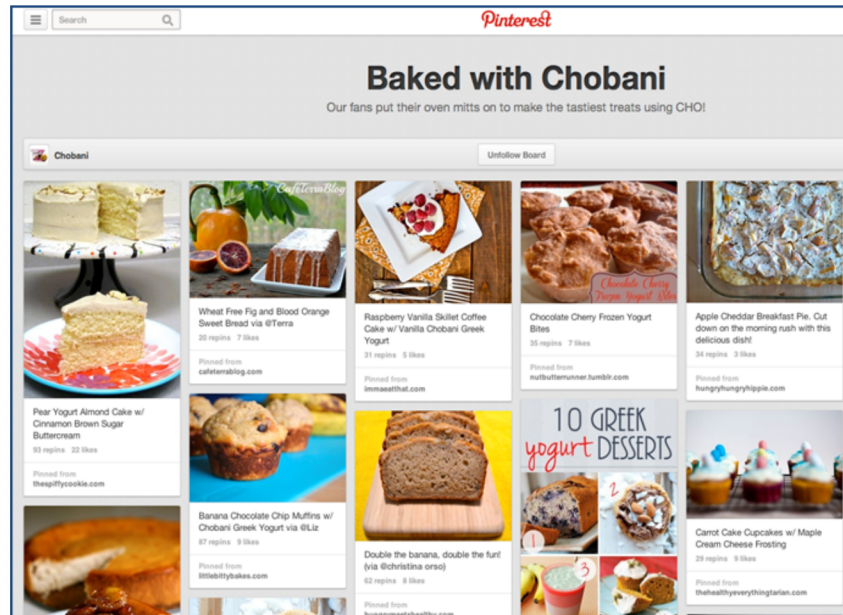 Search
Pinterest
Baked with Chobani
Our fans put their oven mitts on to make the tastiest treats using CHO!
Chobani
Unfollow Board
Pear Yogurt Almond Cake w/
Cinnamon Brown Sugar
Buttercream
93 repins 22 likes
Pinned from
thespiffycookie.com
CafeTerraBlog
Wheat Free Fig and Blood Orange
Sweet Bread via @Terra
20 repins 7 likes
Pinned from
cafeterrablog.com
Banana Chocolate Chip Muffins w/
Chobani Greek Yogurt via @Liz
87 repins 9 likes
Pinned from
littlebittybakes.com
Raspberry Vanilla Skillet Coffee
Cake w/ Vanilla Chobani Greek
Yogurt
31 repins 5 likes
Pinned from
immaeatthat.com
Double the banana, double the fun!
(via @christina orso)
62 repins 8 likes
Pinned from
Chocolate Cherry
Frozen Yogurt Bites
Chocolate Cherry Frozen Yogurt
Bites
35 repins 7 likes
Pinned from
nutbutterrunner.tumblr.com
10 GREEK
yogurt DESSERTS
1
2
3
Apple Cheddar Breakfast Pie. Cut
down on the morning rush with this
delicious dish!
34 repins 3 likes
Pinned from
hungryhungryhippie.com
Carrot Cake Cupcakes w/ Maple
Cream Cheese Frosting
29 repins 9 likes
Pinned from
thehealthyeverythingtarian.com